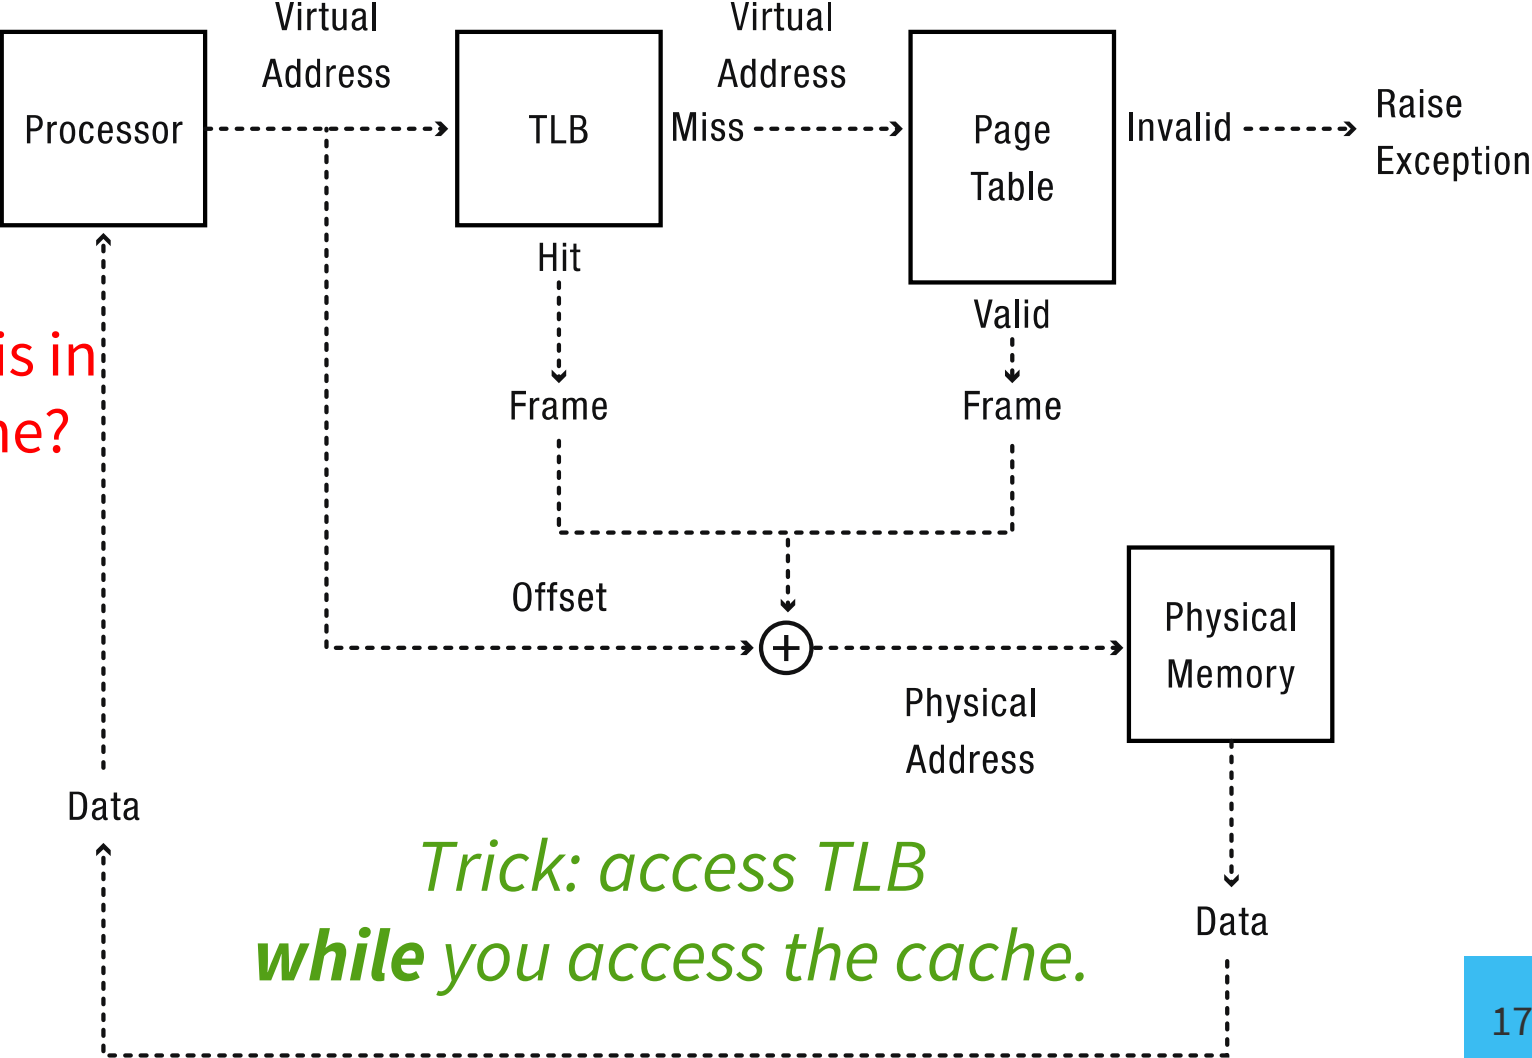 Virtual
Address
Virtual
Address
Processor
TLB
Miss
Page
Table
Invalid
Raise
Exception
Hit
Valid
is in
he?
Frame
Frame
Offset
Physical
Memory
Physical
Address
Data
Trick: access TLB
while you access the cache.
Data
17